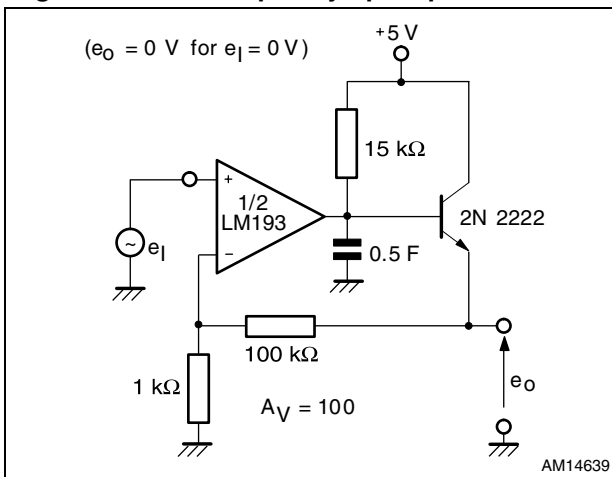 (eo = 0 V for eI = 0 V)
+5 V
15 kΩ
+
1/2
LM193
−
2N 2222
~
eI
0.5 F
100 kΩ
1 kΩ
AV = 100
eo
AM14639